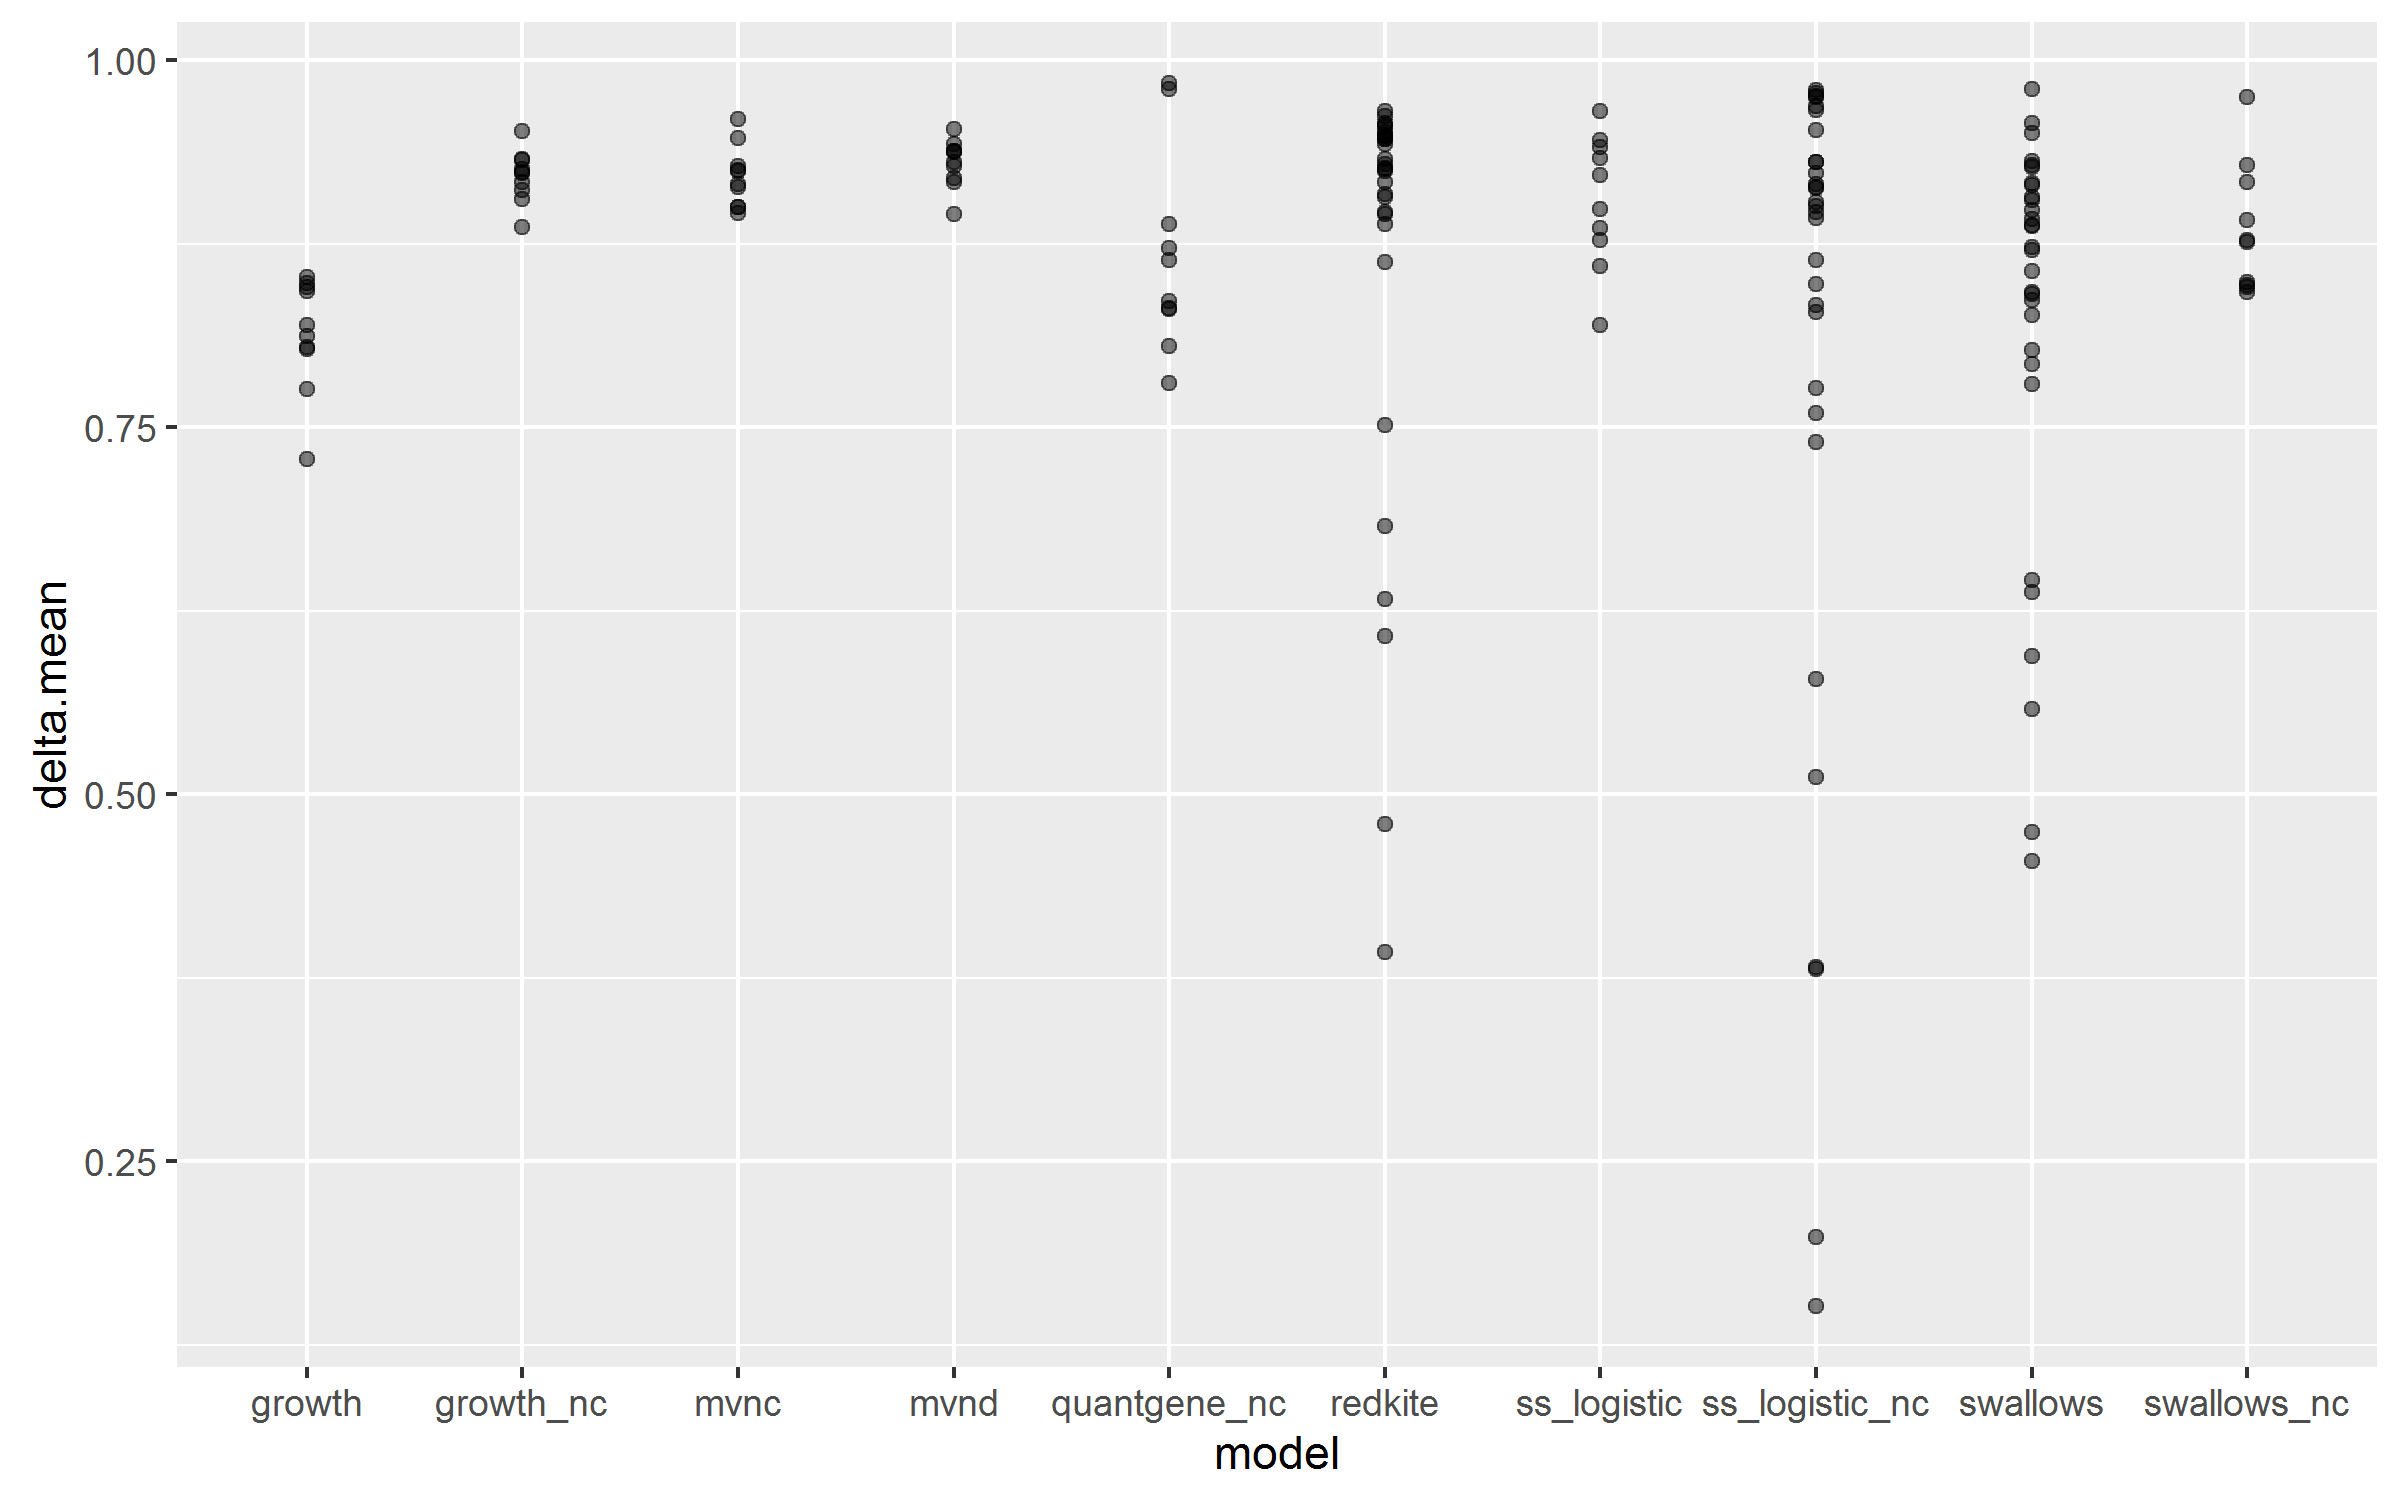 1.00
0.75
0.50
0.25
delta.mean
growth growth_nc mvnc mvnd quantgene_nc redkite ss_logistic ss_logistic_nc swallows swallows_nc
model